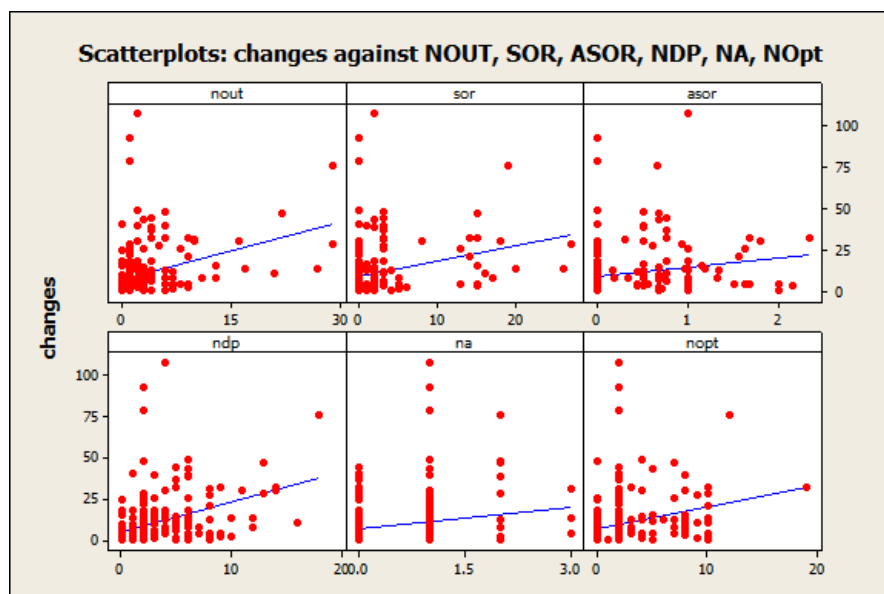 Scatterplots: changes against NOUT, SOR, ASOR, NDP, NA, NOpt
nout sor asor
100
75
50
25
0
0 15 30 0 10 20 0 1 2
changes
ndp na nopt
100
75
50
25
0
0 10 20 0.0 1.5 3.0 0 10 20